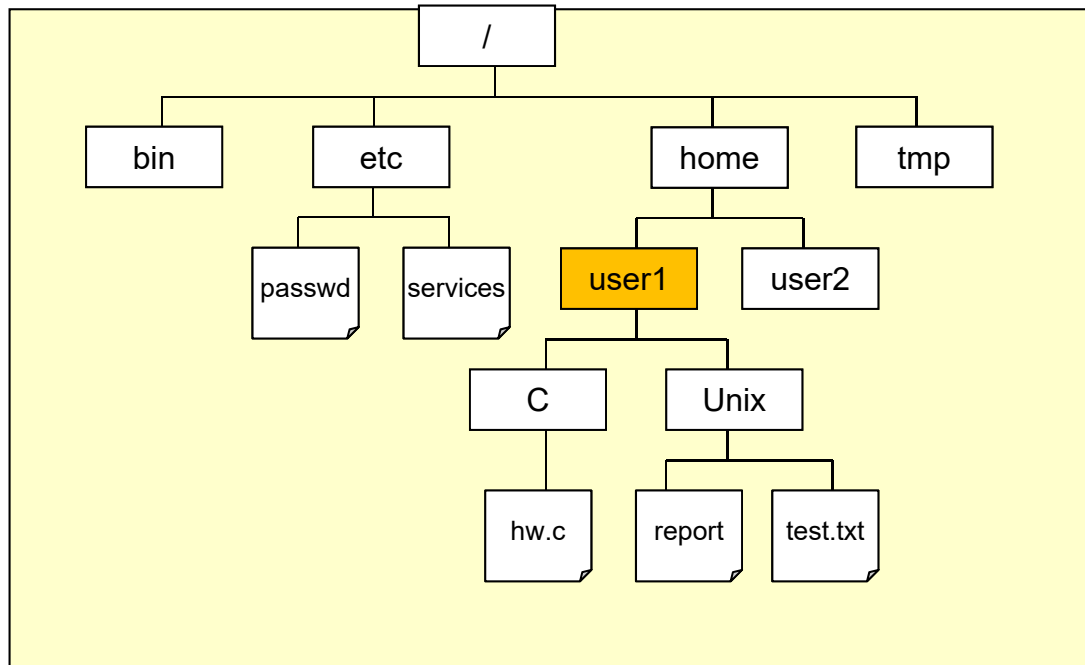 /
bin
etc
home
tmp
passwd
services
user1
user2
C
Unix
hw.c
report
test.txt